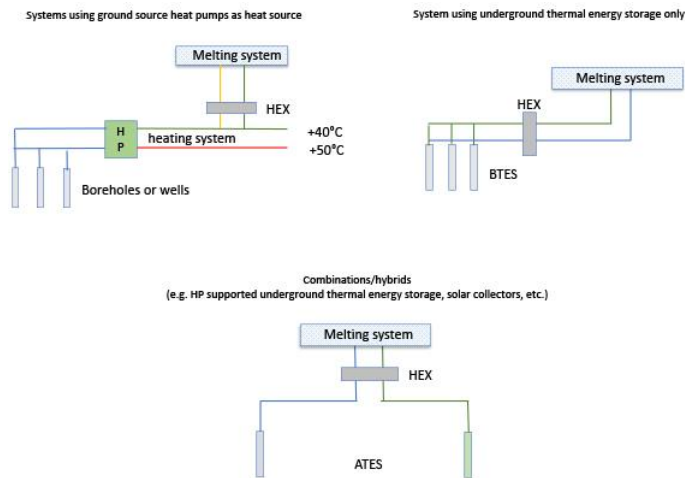 Systems using ground source heat pumps as heat source
Melting system
HEX
H
P
heating system
+40°C
+50°C
Boreholes or wells
System using underground thermal energy storage only
Melting system
HEX
BTES
Combinations/hybrids
(e.g. HP supported underground thermal energy storage, solar collectors, etc.)
Melting system
HEX
ATES